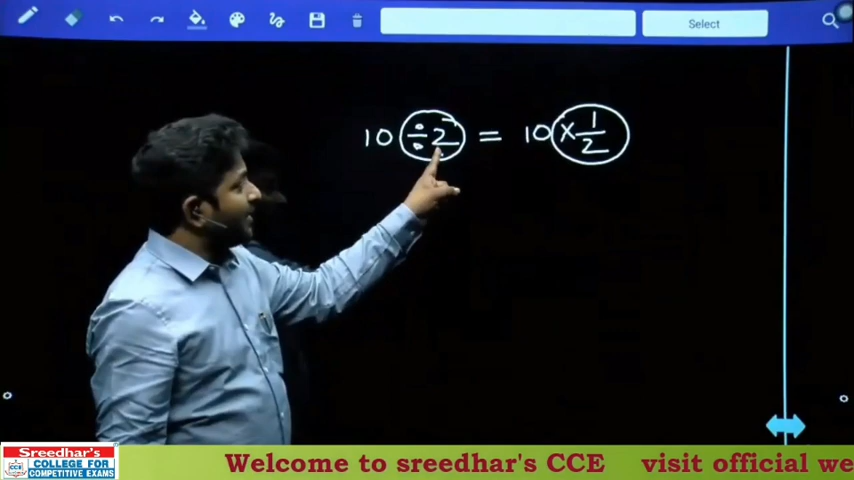 Select
10 ÷ 2 = 10 × 1/2
Sreedhar's
CCE
COLLEGE FOR
COMPETITIVE EXAMS
Welcome to sreedhar's CCE visit official we